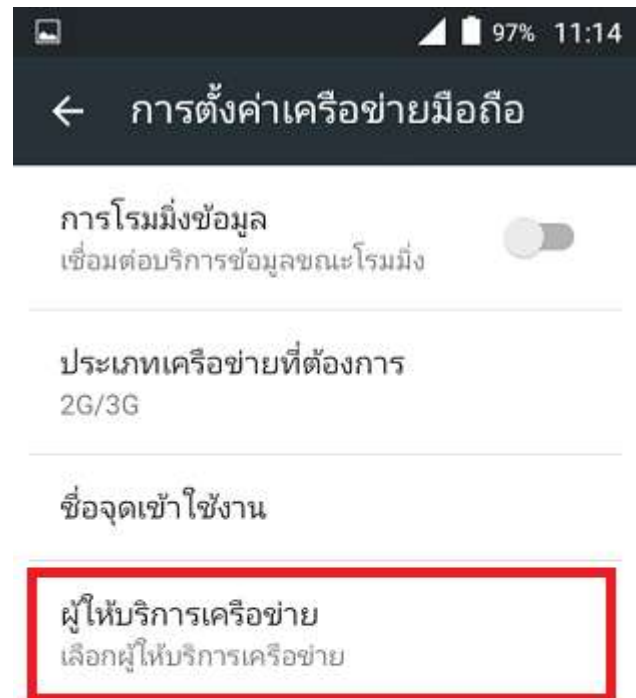 97% 11:14
การตั้งค่าเครือข่ายมือถือ
การโรมมิ่งข้อมูล
เชื่อมต่อบริการข้อมูลขณะโรมมิ่ง
ประเภทเครือข่ายที่ต้องการ
2G/3G
ชื่อจุดเข้าใช้งาน
ผู้ให้บริการเครือข่าย
เลือกผู้ให้บริการเครือข่าย